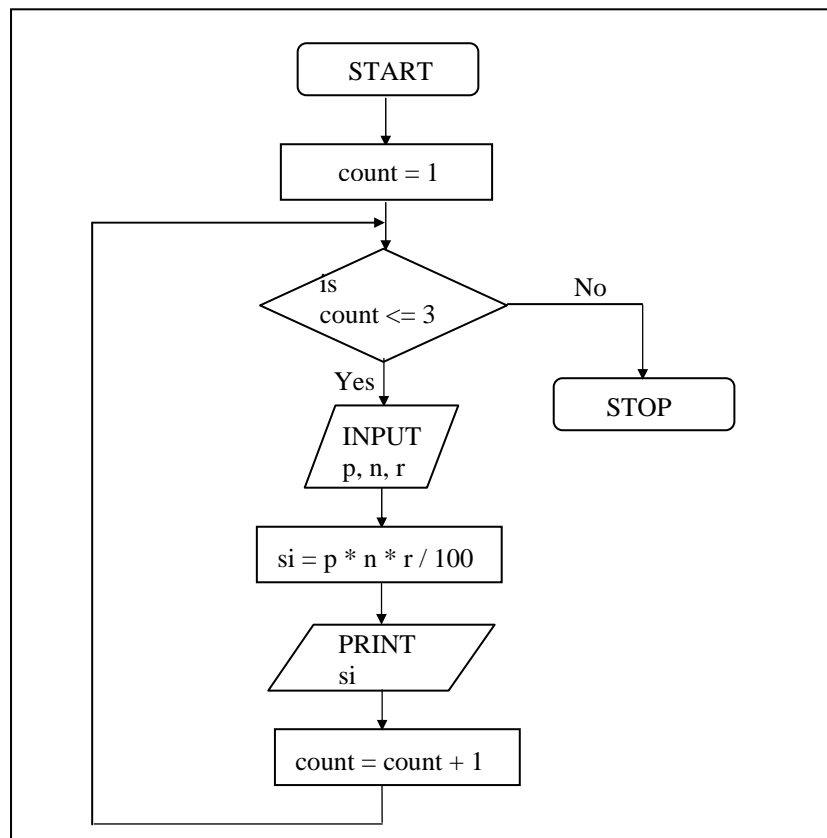 START
count = 1
is
count <= 3
No
Yes
STOP
INPUT
p, n, r
si = p * n * r / 100
PRINT
si
count = count + 1